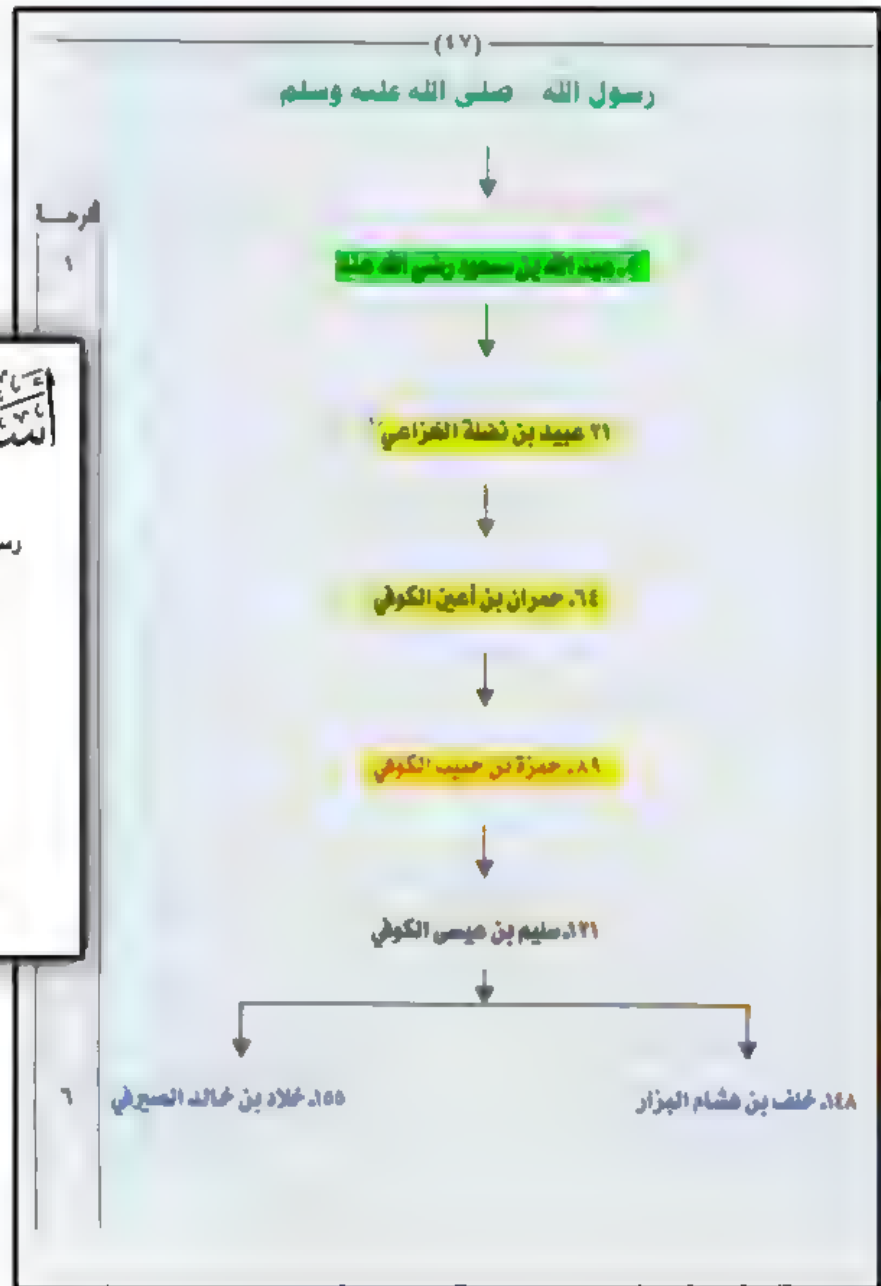 (٤٧)
رسول الله صلى الله عليه وسلم
الدرجة
١
عبد الله بن مسعود رضي الله عنه
٢١ عبيد بن نضلة الخزاعي
٦٤. حمران بن أعين الكوفي
٨٩. حمزة بن حبيب الكوفي
١٢١. سليم بن عيسى الكوفي
١٤٨. خلف بن هشام البزار
١٥٥. خلاد بن خالد الصيرفي
٦